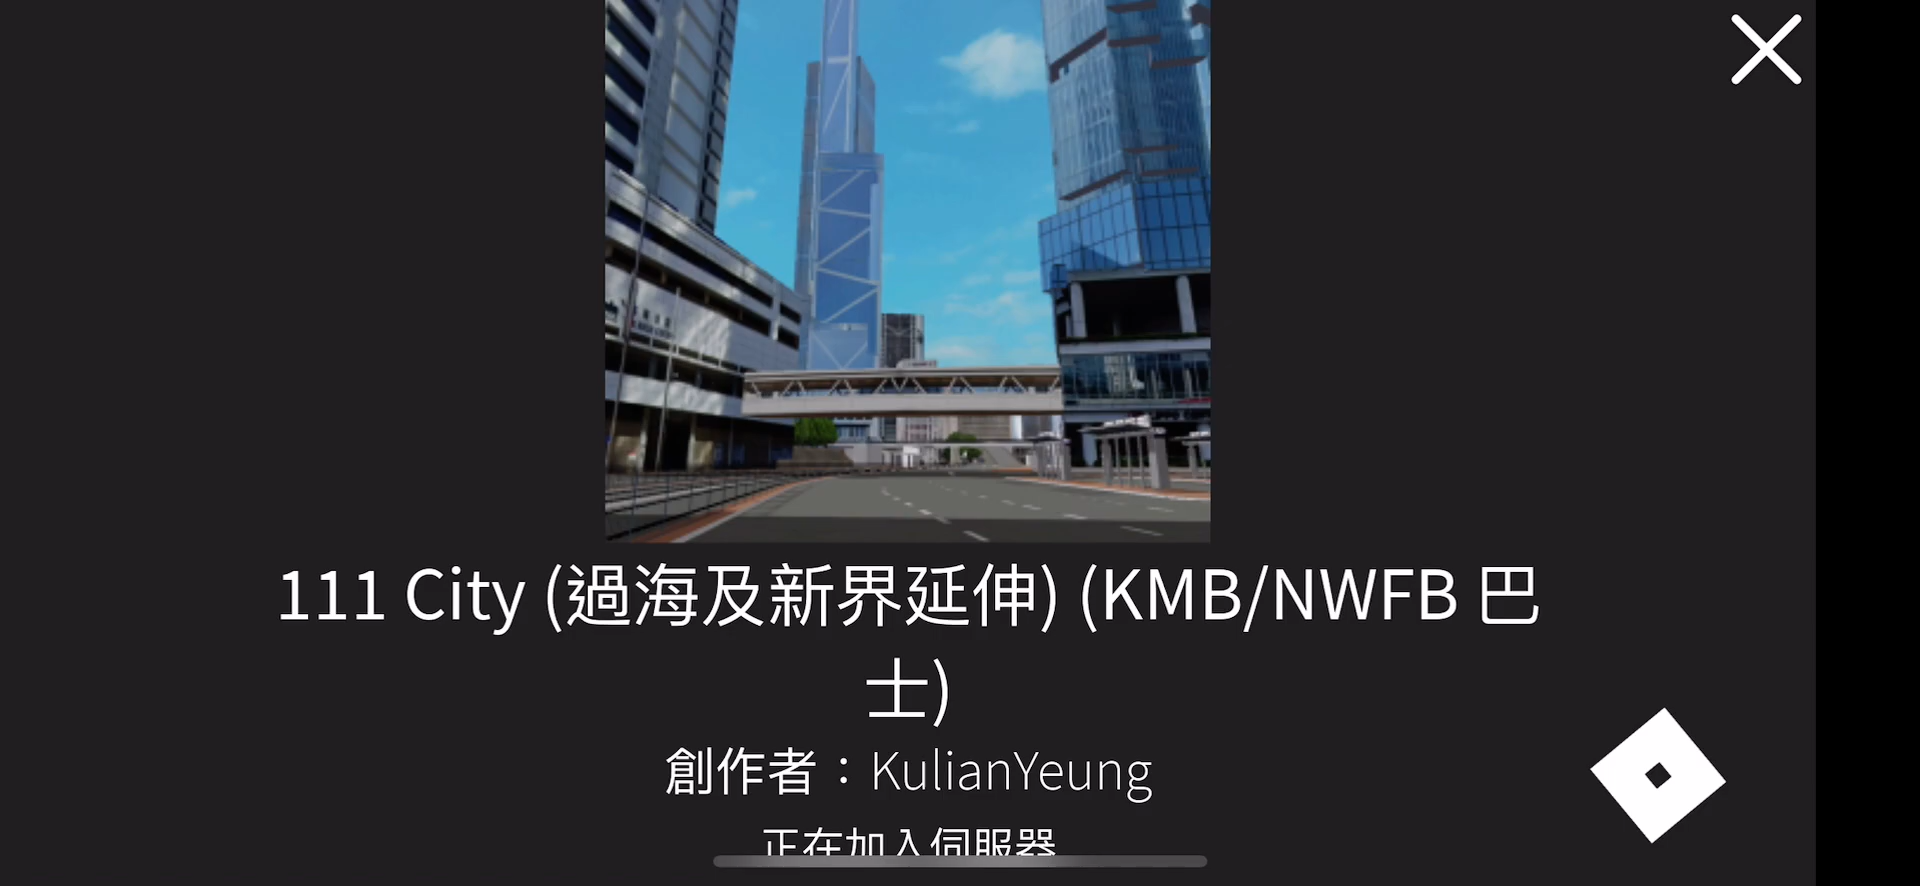 111 City (過海及新界延伸) (KMB/NWFB 巴
士)
創作者：KulianYeung
正在加入伺服器